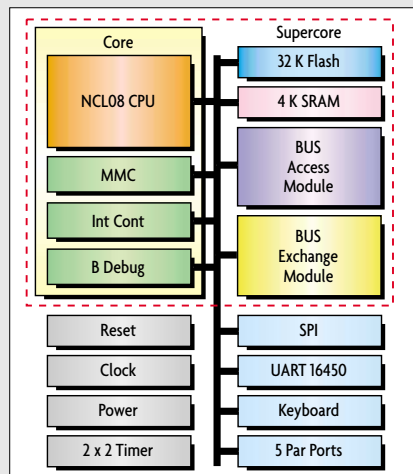 Core
Supercore
NCL08 CPU
MMC
Int Cont
B Debug
32 K Flash
4 K SRAM
BUS
Access
Module
BUS
Exchange
Module
Reset
Clock
Power
2 x 2 Timer
SPI
UART 16450
Keyboard
5 Par Ports